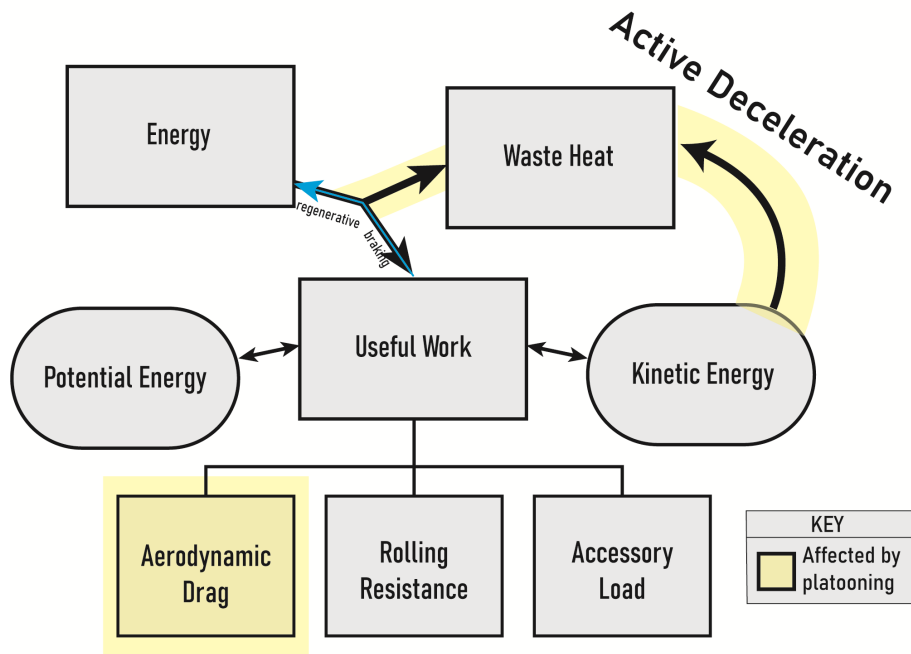 Active Deceleration
Energy
Waste Heat
regenerative
braking
Useful Work
Potential Energy
Kinetic Energy
Aerodynamic
Drag
Rolling
Resistance
Accessory
Load
KEY
Affected by
platooning